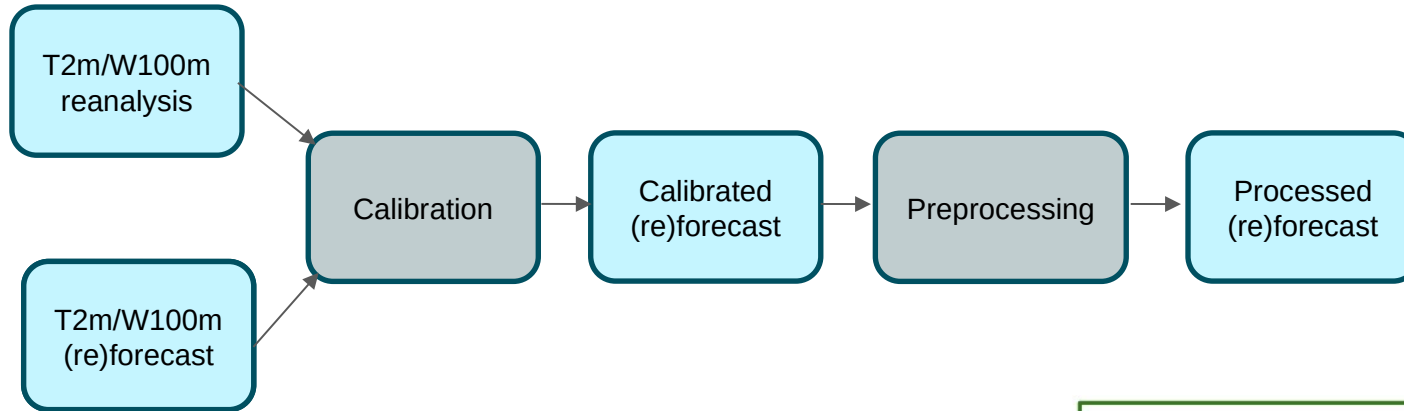 T2m/W100m
reanalysis
Calibration
Calibrated
(re)forecast
Preprocessing
Processed
(re)forecast
T2m/W100m
(re)forecast